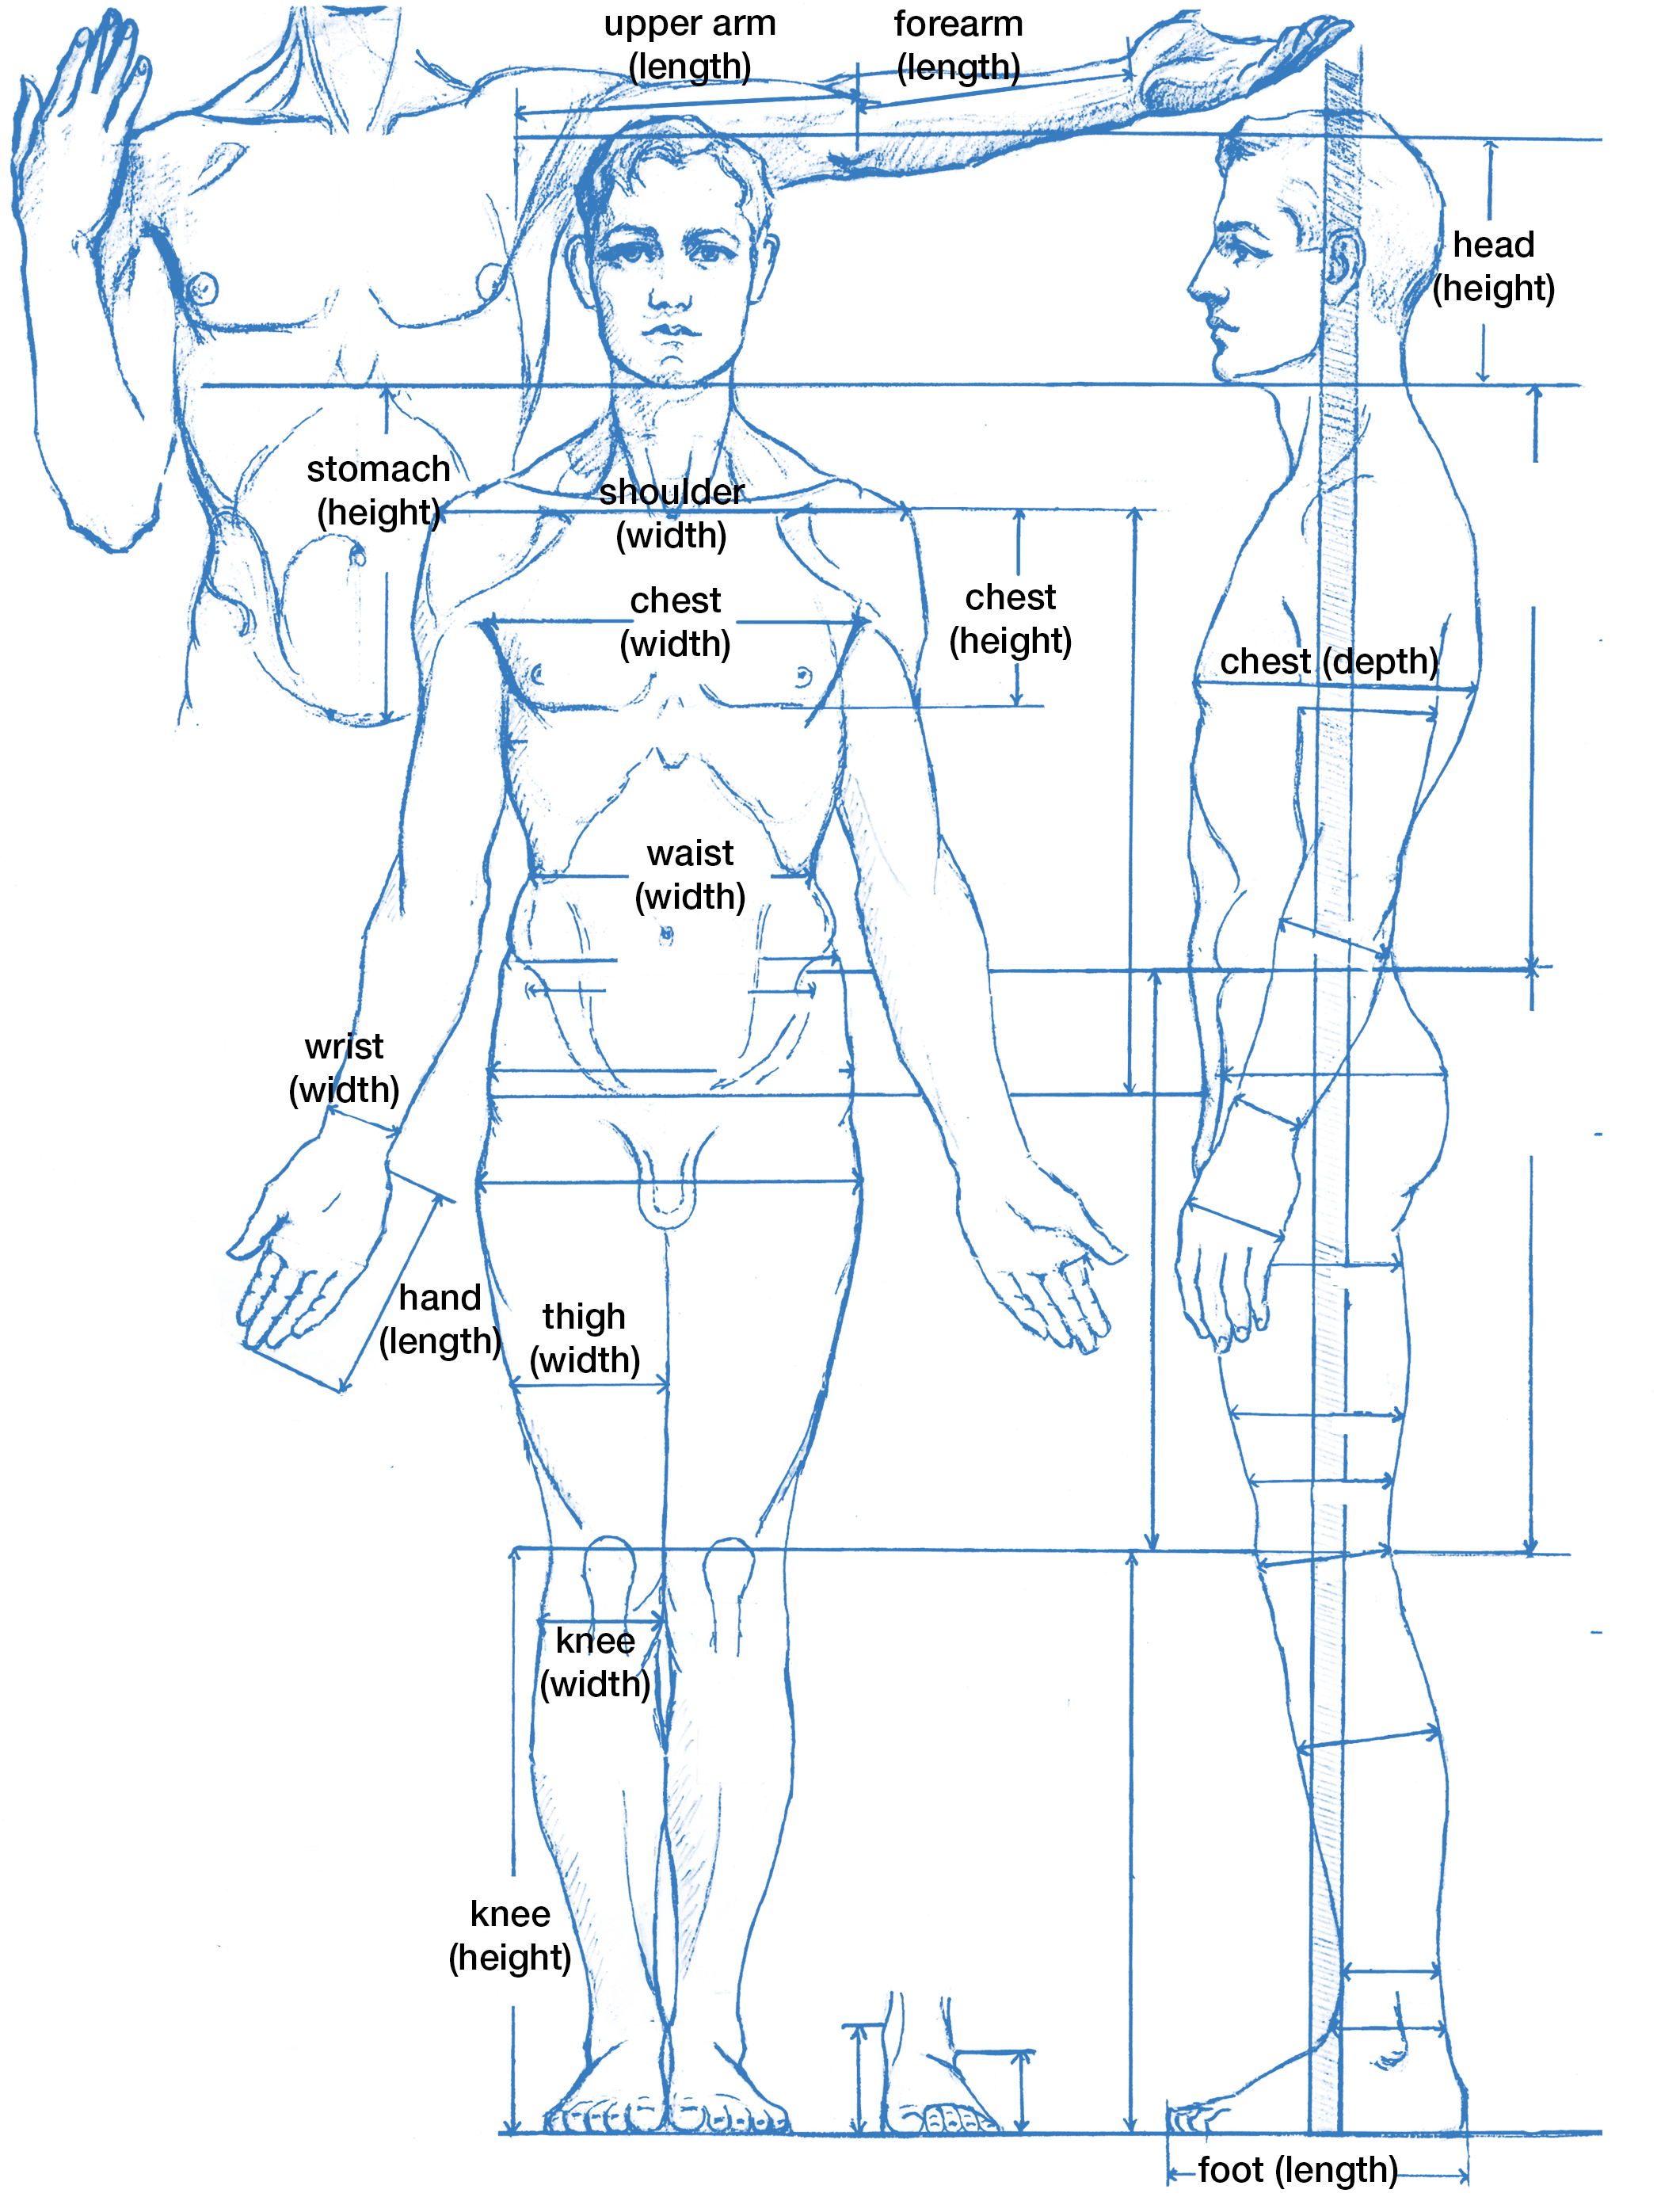 upper arm
(length)
forearm
(length)
head
(height)
stomach
(height)
shoulder
(width)
chest
(width)
chest
(height)
chest (depth)
waist
(width)
wrist
(width)
hand
(length)
thigh
(width)
knee
(width)
knee
(height)
foot (length)